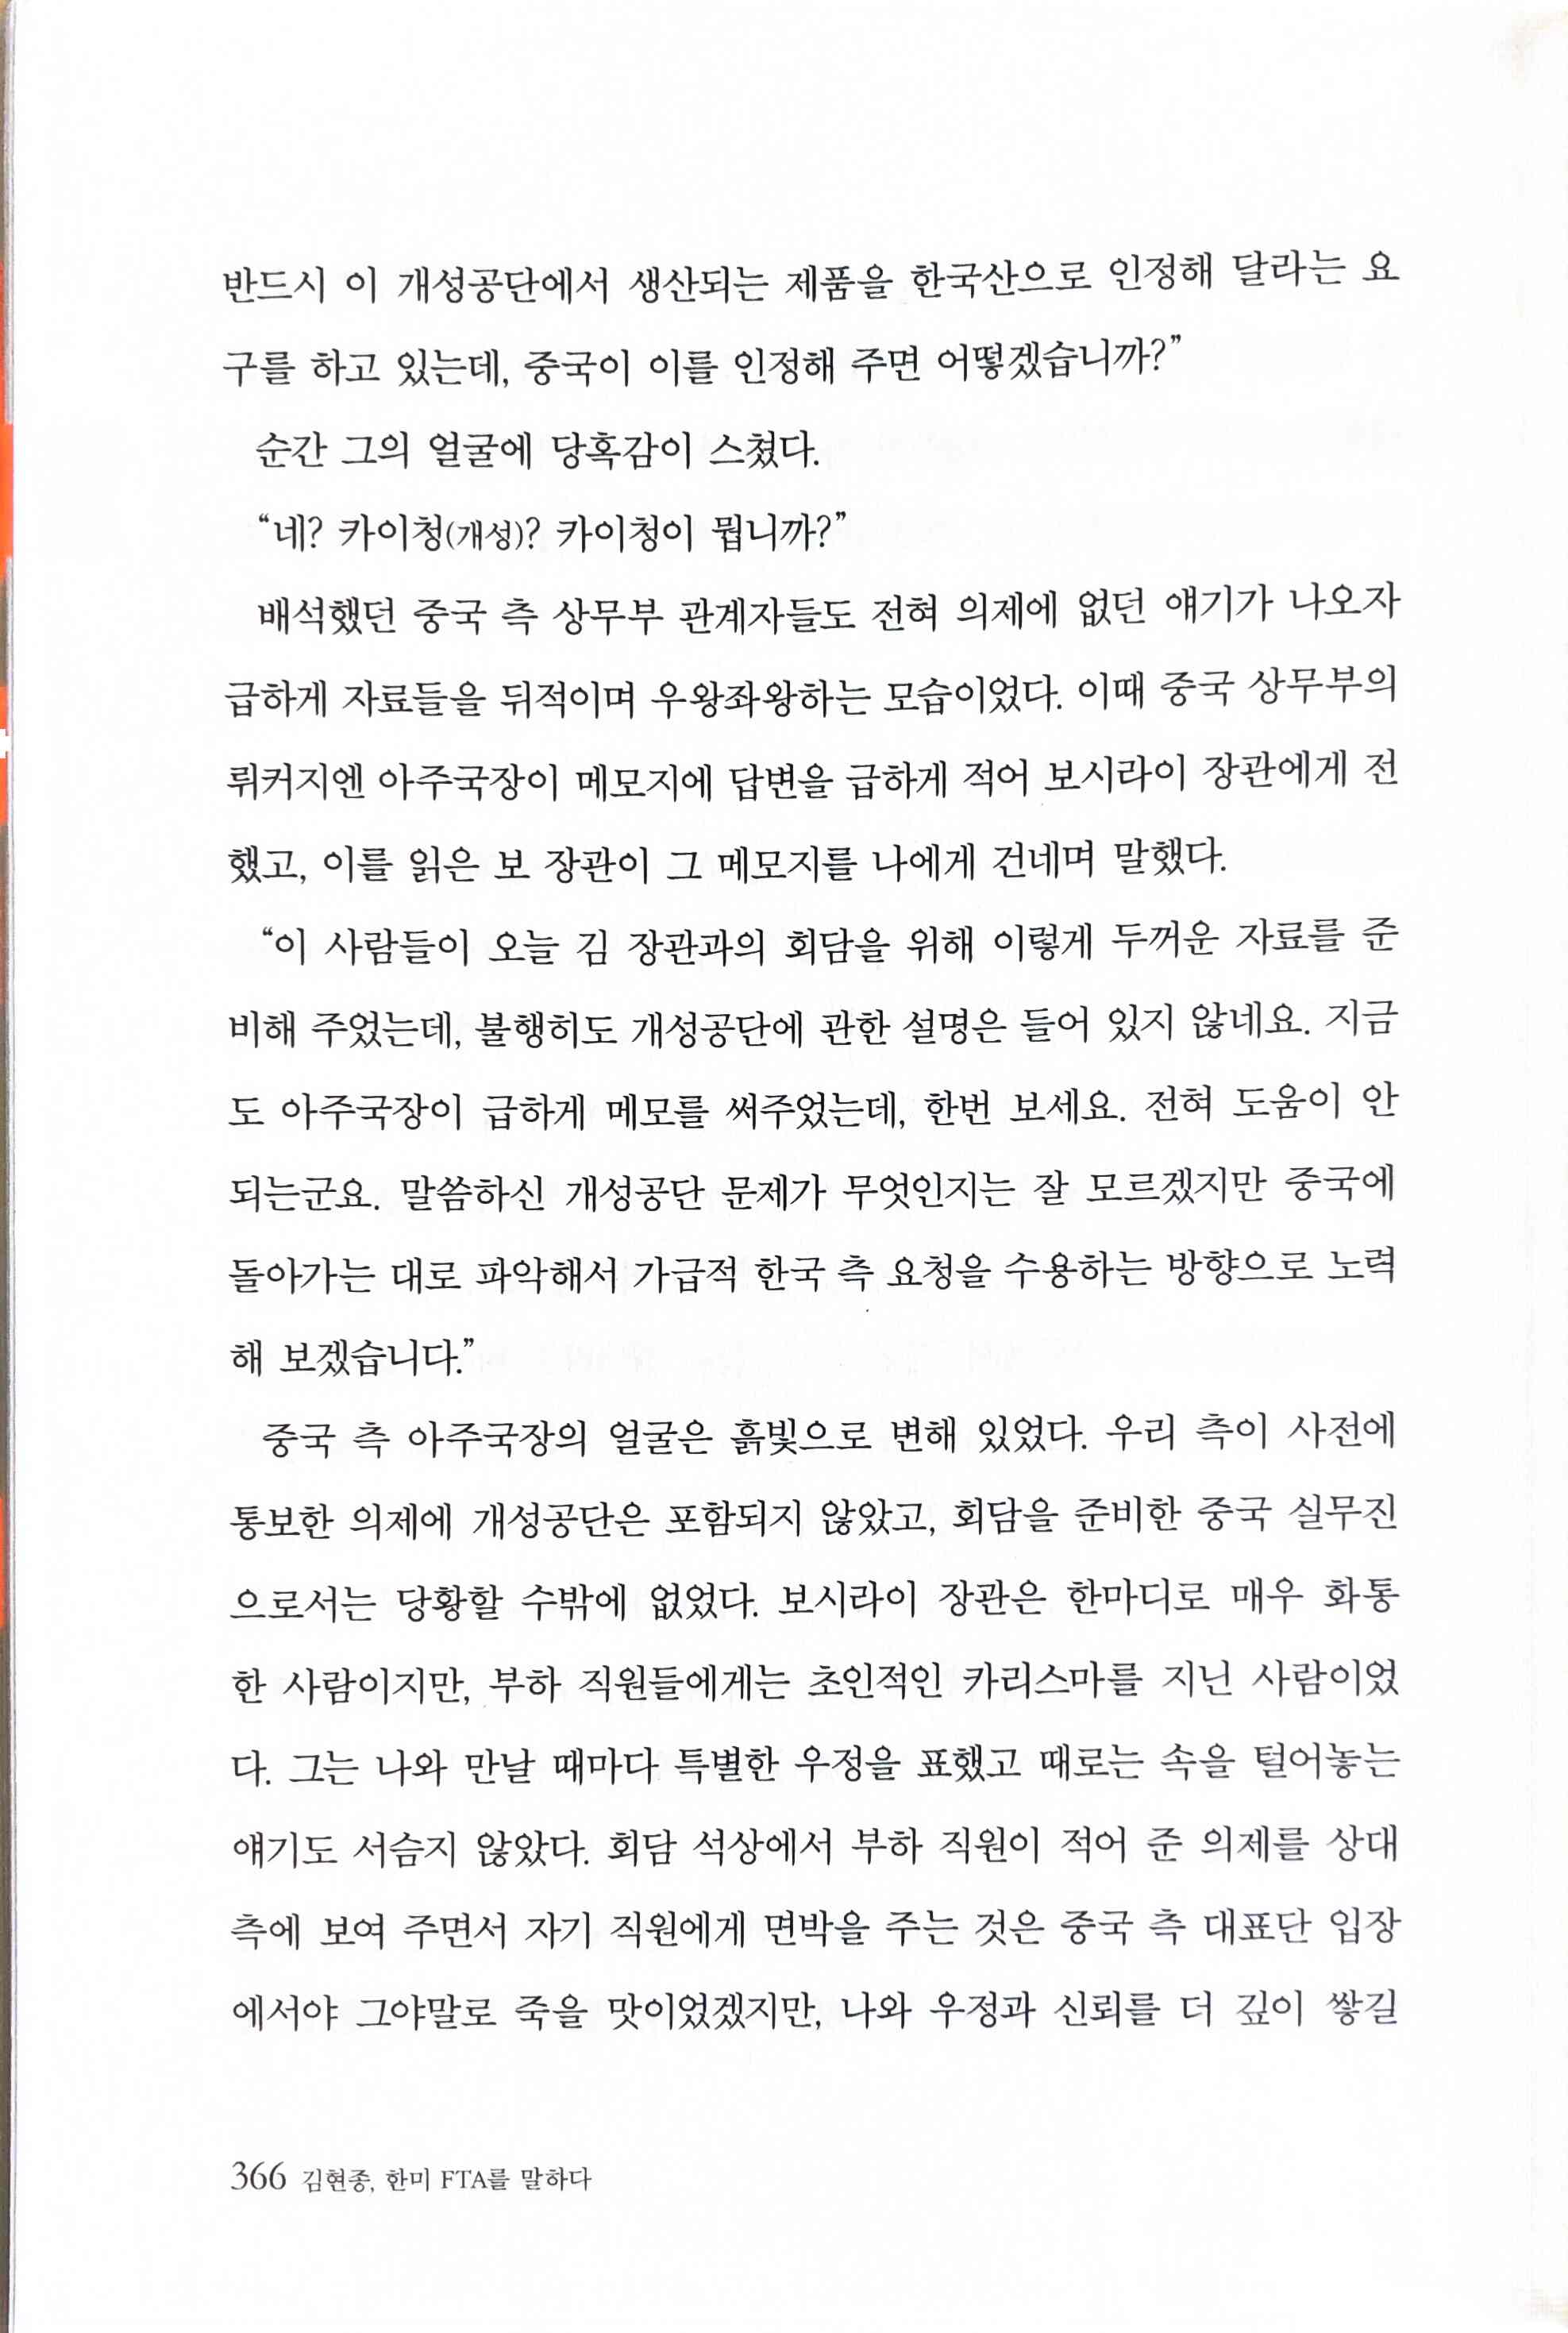 반드시 이 개성공단에서 생산되는 제품을 한국산으로 인정해 달라는 요
구를 하고 있는데, 중국이 이를 인정해 주면 어떻겠습니까?”
순간 그의 얼굴에 당혹감이 스쳤다.
“네? 카이청(개성)? 카이청이 뭡니까?”
배석했던 중국 측 상무부 관계자들도 전혀 의제에 없던 얘기가 나오자
급하게 자료들을 뒤적이며 우왕좌왕하는 모습이었다. 이때 중국 상무부의
뤼커지엔 아주국장이 메모지에 답변을 급하게 적어 보시라이 장관에게 전
했고, 이를 읽은 보 장관이 그 메모지를 나에게 건네며 말했다.
“이 사람들이 오늘 김 장관과의 회담을 위해 이렇게 두꺼운 자료를 준
비해 주었는데, 불행히도 개성공단에 관한 설명은 들어 있지 않네요. 지금
도 아주국장이 급하게 메모를 써주었는데, 한번 보세요. 전혀 도움이 안
되는군요. 말씀하신 개성공단 문제가 무엇인지는 잘 모르겠지만 중국에
돌아가는 대로 파악해서 가급적 한국 측 요청을 수용하는 방향으로 노력
해 보겠습니다.”
중국 측 아주국장의 얼굴은 흙빛으로 변해 있었다. 우리 측이 사전에
통보한 의제에 개성공단은 포함되지 않았고, 회담을 준비한 중국 실무진
으로서는 당황할 수밖에 없었다. 보시라이 장관은 한마디로 매우 화통
한 사람이지만, 부하 직원들에게는 초인적인 카리스마를 지닌 사람이었
다. 그는 나와 만날 때마다 특별한 우정을 표했고 때로는 속을 털어놓는
얘기도 서슴지 않았다. 회담 석상에서 부하 직원이 적어 준 의제를 상대
측에 보여 주면서 자기 직원에게 면박을 주는 것은 중국 측 대표단 입장
에서야 그야말로 죽을 맛이었겠지만, 나와 우정과 신뢰를 더 깊이 쌓길
366 김현종, 한미 FTA를 말하다